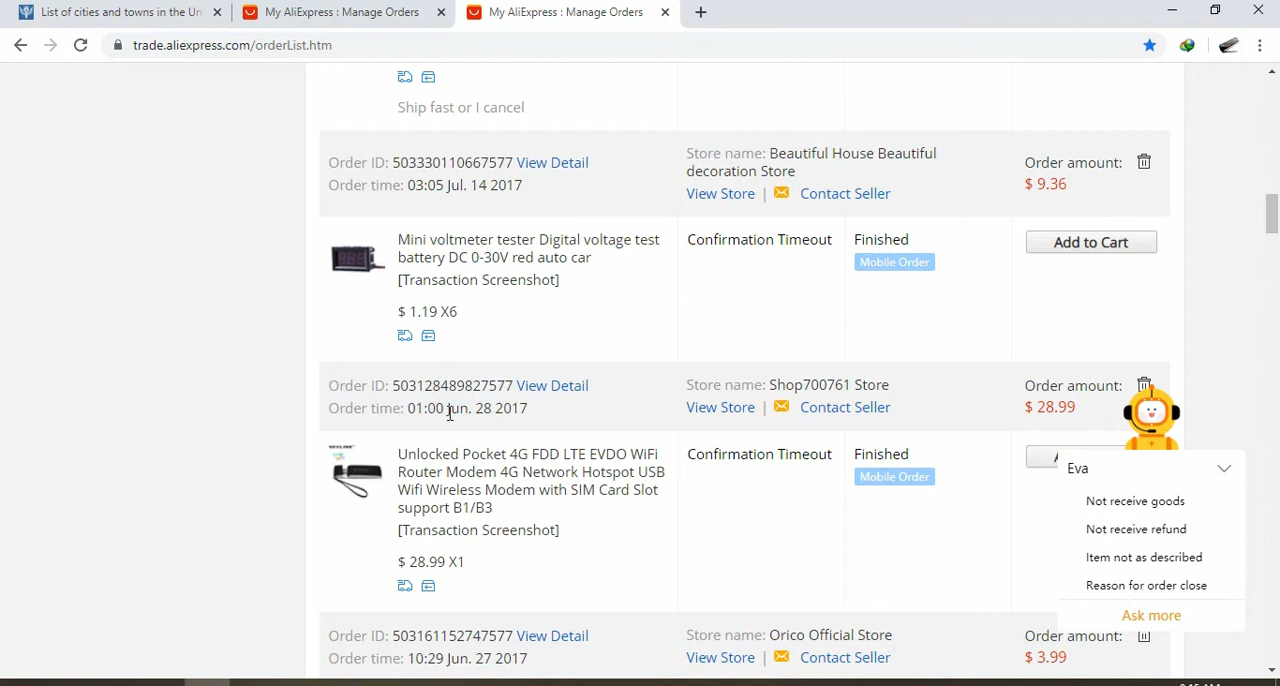 List of cities and towns in the Uni
My AliExpress : Manage Orders
My AliExpress : Manage Orders
trade.aliexpress.com/orderList.htm
Ship fast or I cancel
Order ID: 503330110667577 View Detail
Order time: 03:05 Jul. 14 2017
Store name: Beautiful House Beautiful
decoration Store
View Store | Contact Seller
Order amount:
$ 9.36
Mini voltmeter tester Digital voltage test
battery DC 0-30V red auto car
[Transaction Screenshot]
$ 1.19 X6
Confirmation Timeout
Finished
Mobile Order
Add to Cart
Order ID: 503128489827577 View Detail
Order time: 01:00 Jun. 28 2017
Store name: Shop700761 Store
View Store | Contact Seller
Order amount:
$ 28.99
Unlocked Pocket 4G FDD LTE EVDO WiFi
Router Modem 4G Network Hotspot USB
Wifi Wireless Modem with SIM Card Slot
support B1/B3
[Transaction Screenshot]
$ 28.99 X1
Confirmation Timeout
Finished
Mobile Order
Eva
Not receive goods
Not receive refund
Item not as described
Reason for order close
Ask more
Order ID: 503161152747577 View Detail
Order time: 10:29 Jun. 27 2017
Store name: Orico Official Store
View Store | Contact Seller
Order amount:
$ 3.99